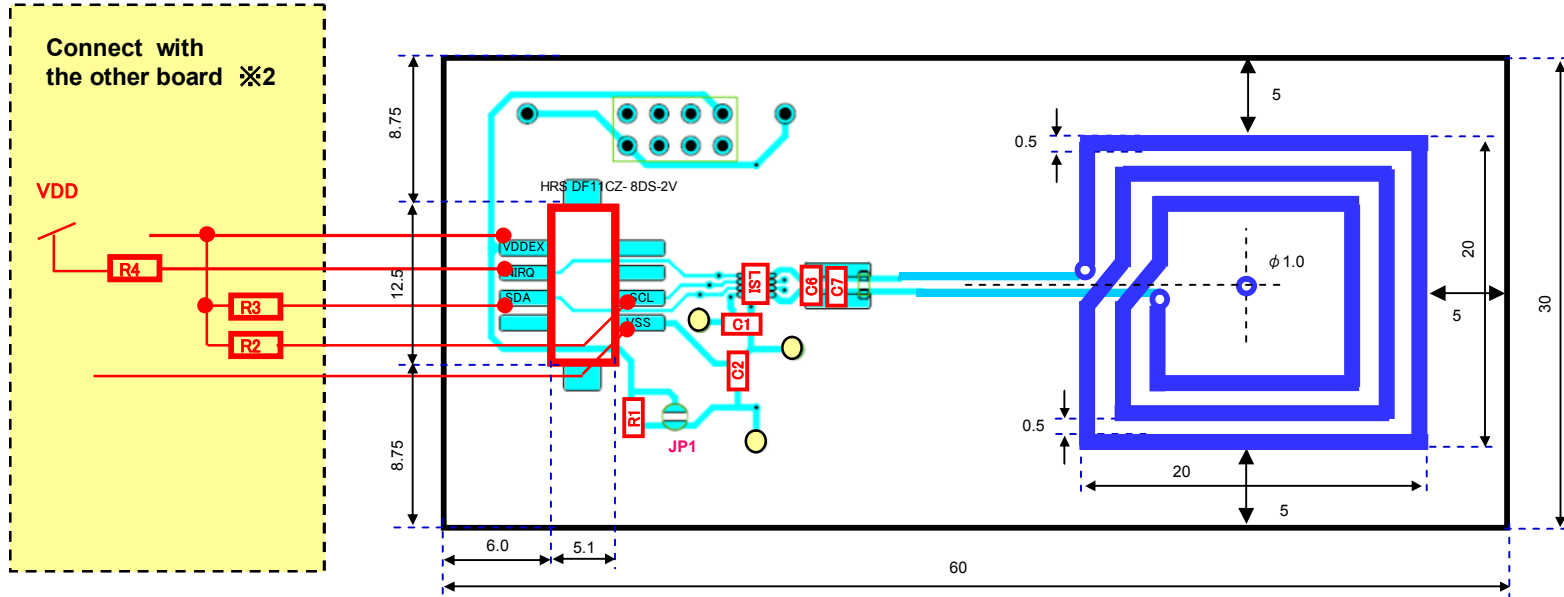 Connect with
the other board ※2
VDD
R4
R3
R2
8.75
12.5
8.75
HRS DF11CZ- 8DS-2V
VDDEX
NIRQ
SDA
SCL
VSS
LSI
C6
C7
C1
C2
R1
JP1
5
0.5
φ1.0
20
5
30
0.5
20
5
6.0
5.1
60